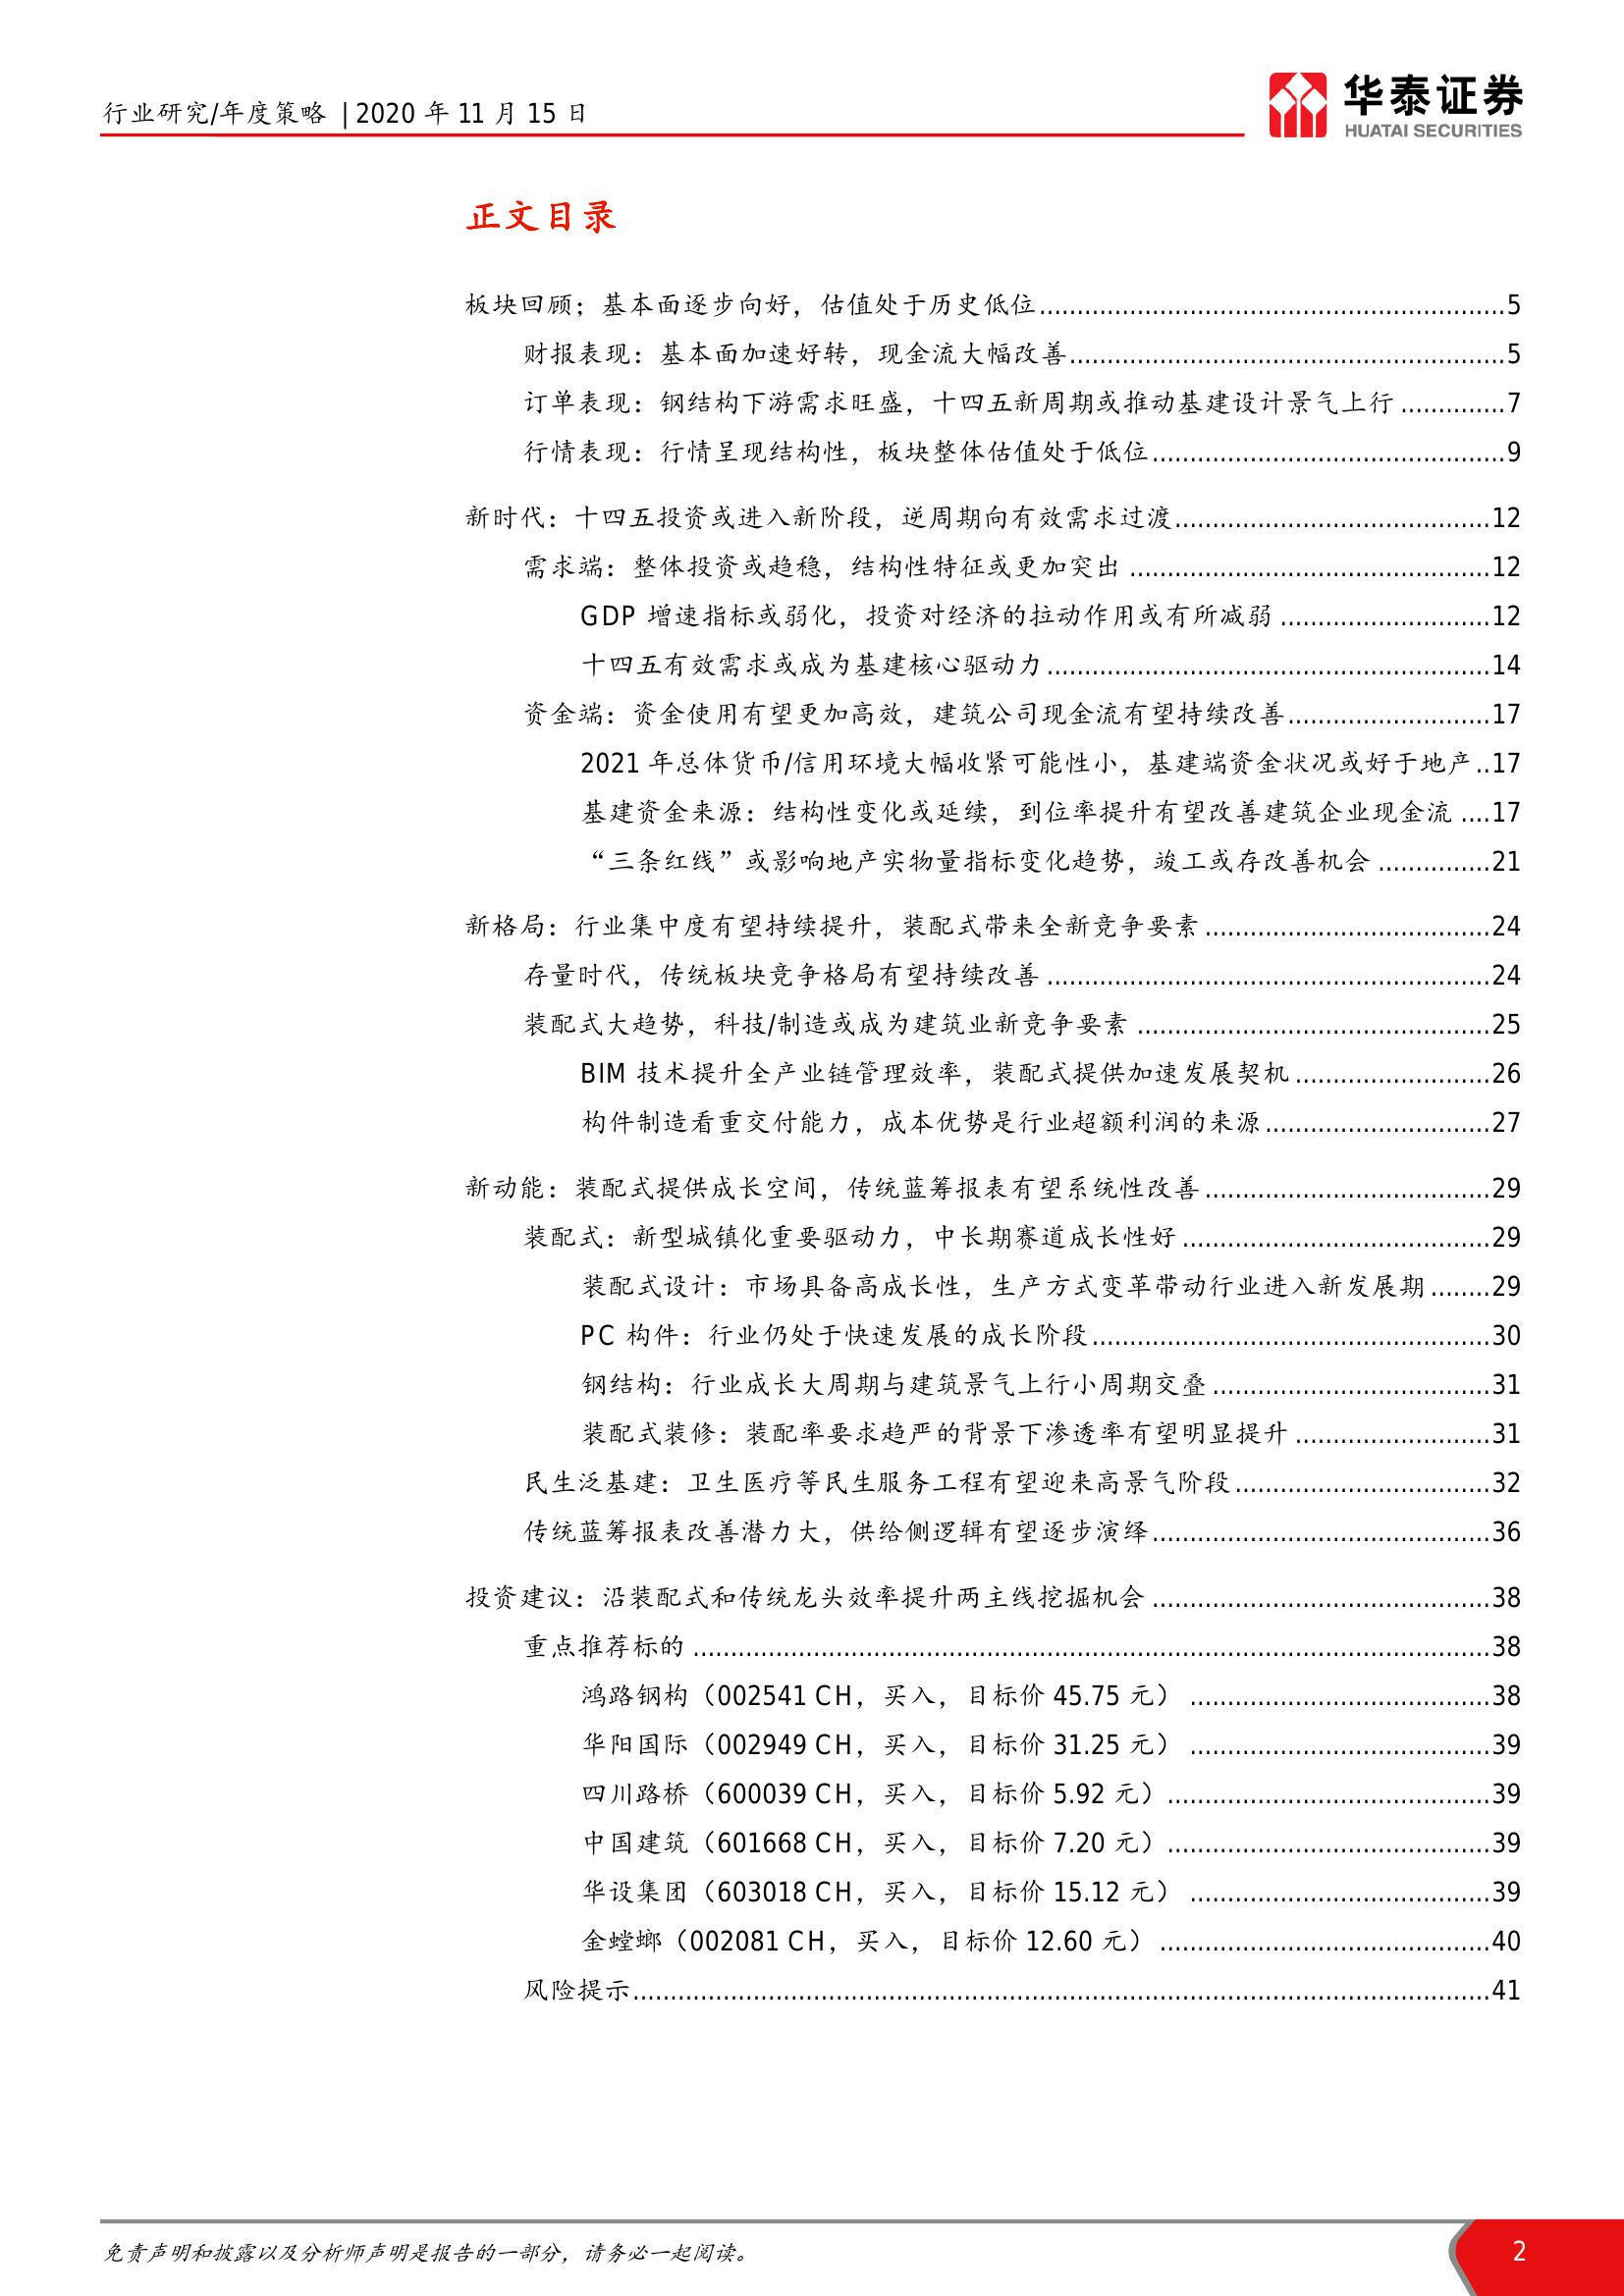 行业研究/年度策略 | 2020 年 11 月 15 日
华泰证券
HUATAI SECURITIES
正文目录
板块回顾；基本面逐步向好，估值处于历史低位..............................................................5
财报表现：基本面加速好转，现金流大幅改善..........................................................5
订单表现：钢结构下游需求旺盛，十四五新周期或推动基建设计景气上行 ..............7
行情表现：行情呈现结构性，板块整体估值处于低位...............................................9
新时代：十四五投资或进入新阶段，逆周期向有效需求过渡..........................................12
需求端：整体投资或趋稳，结构性特征或更加突出 ................................................12
GDP 增速指标或弱化，投资对经济的拉动作用或有所减弱 ............................12
十四五有效需求或成为基建核心驱动力...........................................................14
资金端：资金使用有望更加高效，建筑公司现金流有望持续改善...........................17
2021 年总体货币/信用环境大幅收紧可能性小，基建端资金状况或好于地产..17
基建资金来源：结构性变化或延续，到位率提升有望改善建筑企业现金流 ....17
“三条红线”或影响地产实物量指标变化趋势，竣工或存改善机会 ...............21
新格局：行业集中度有望持续提升，装配式带来全新竞争要素 ......................................24
存量时代，传统板块竞争格局有望持续改善 ...........................................................24
装配式大趋势，科技/制造或成为建筑业新竞争要素 ...............................................25
BIM 技术提升全产业链管理效率，装配式提供加速发展契机..........................26
构件制造看重交付能力，成本优势是行业超额利润的来源..............................27
新动能：装配式提供成长空间，传统蓝筹报表有望系统性改善......................................29
装配式：新型城镇化重要驱动力，中长期赛道成长性好 .........................................29
装配式设计：市场具备高成长性，生产方式变革带动行业进入新发展期........29
PC 构件：行业仍处于快速发展的成长阶段.....................................................30
钢结构：行业成长大周期与建筑景气上行小周期交叠 .....................................31
装配式装修：装配率要求趋严的背景下渗透率有望明显提升 ..........................31
民生泛基建：卫生医疗等民生服务工程有望迎来高景气阶段..................................32
传统蓝筹报表改善潜力大，供给侧逻辑有望逐步演绎.............................................36
投资建议：沿装配式和传统龙头效率提升两主线挖掘机会 .............................................38
重点推荐标的 ..........................................................................................................38
鸿路钢构（002541 CH，买入，目标价 45.75 元） ........................................38
华阳国际（002949 CH，买入，目标价 31.25 元） ........................................39
四川路桥（600039 CH，买入，目标价 5.92 元）...........................................39
中国建筑（601668 CH，买入，目标价 7.20 元）...........................................39
华设集团（603018 CH，买入，目标价 15.12 元） ........................................39
金螳螂（002081 CH，买入，目标价 12.60 元） ............................................40
风险提示..................................................................................................................41
免责声明和披露以及分析师声明是报告的一部分，请务必一起阅读。
2